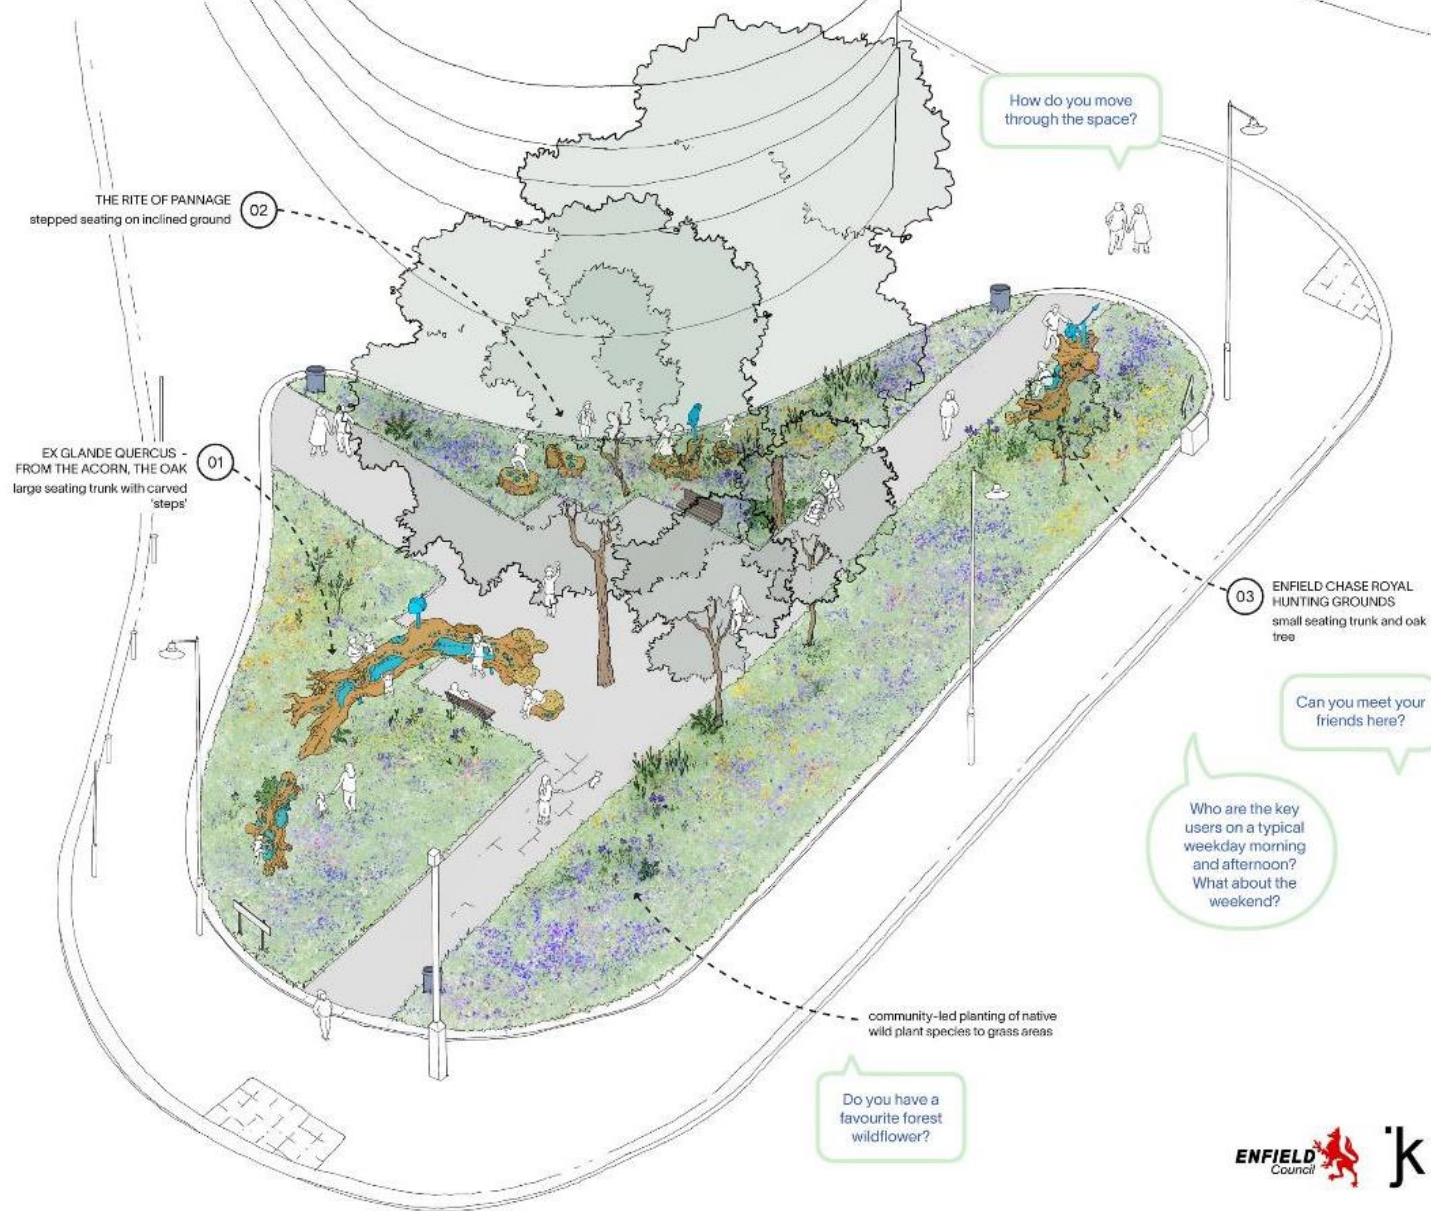 How do you move
through the space?
THE RITE OF PANNAGE
stepped seating on inclined ground
02
EX GLANDE QUERCUS -
FROM THE ACORN, THE OAK
large seating trunk with carved
'steps'
01
03
ENFIELD CHASE ROYAL
HUNTING GROUNDS
small seating trunk and oak
tree
Can you meet your
friends here?
Who are the key
users on a typical
weekday morning
and afternoon?
What about the
weekend?
community-led planting of native
wild plant species to grass areas
Do you have a
favourite forest
wildflower?
ENFIELD
Council
jk